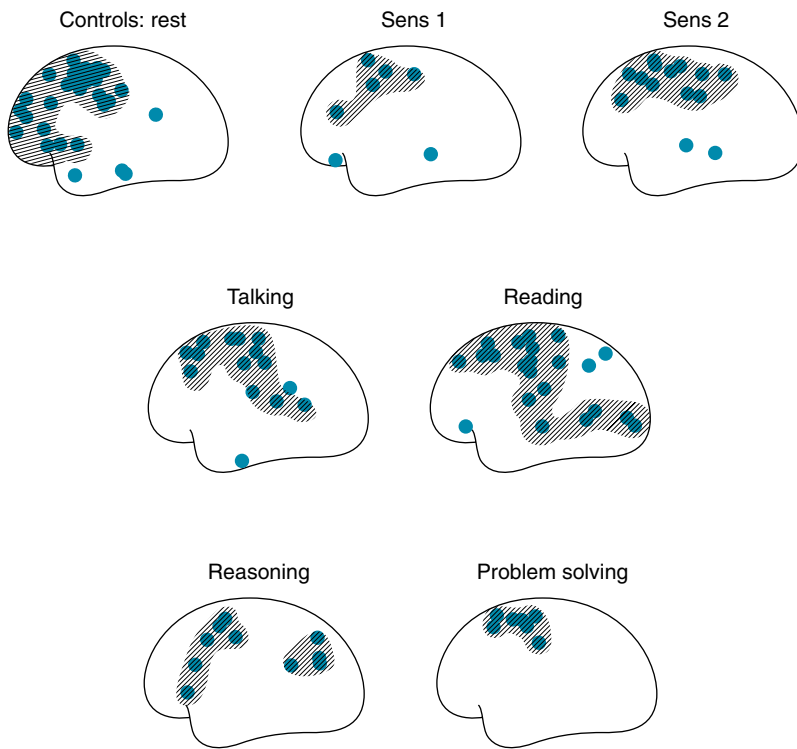 Controls: rest
Sens 1
Sens 2
Talking
Reading
Reasoning
Problem solving